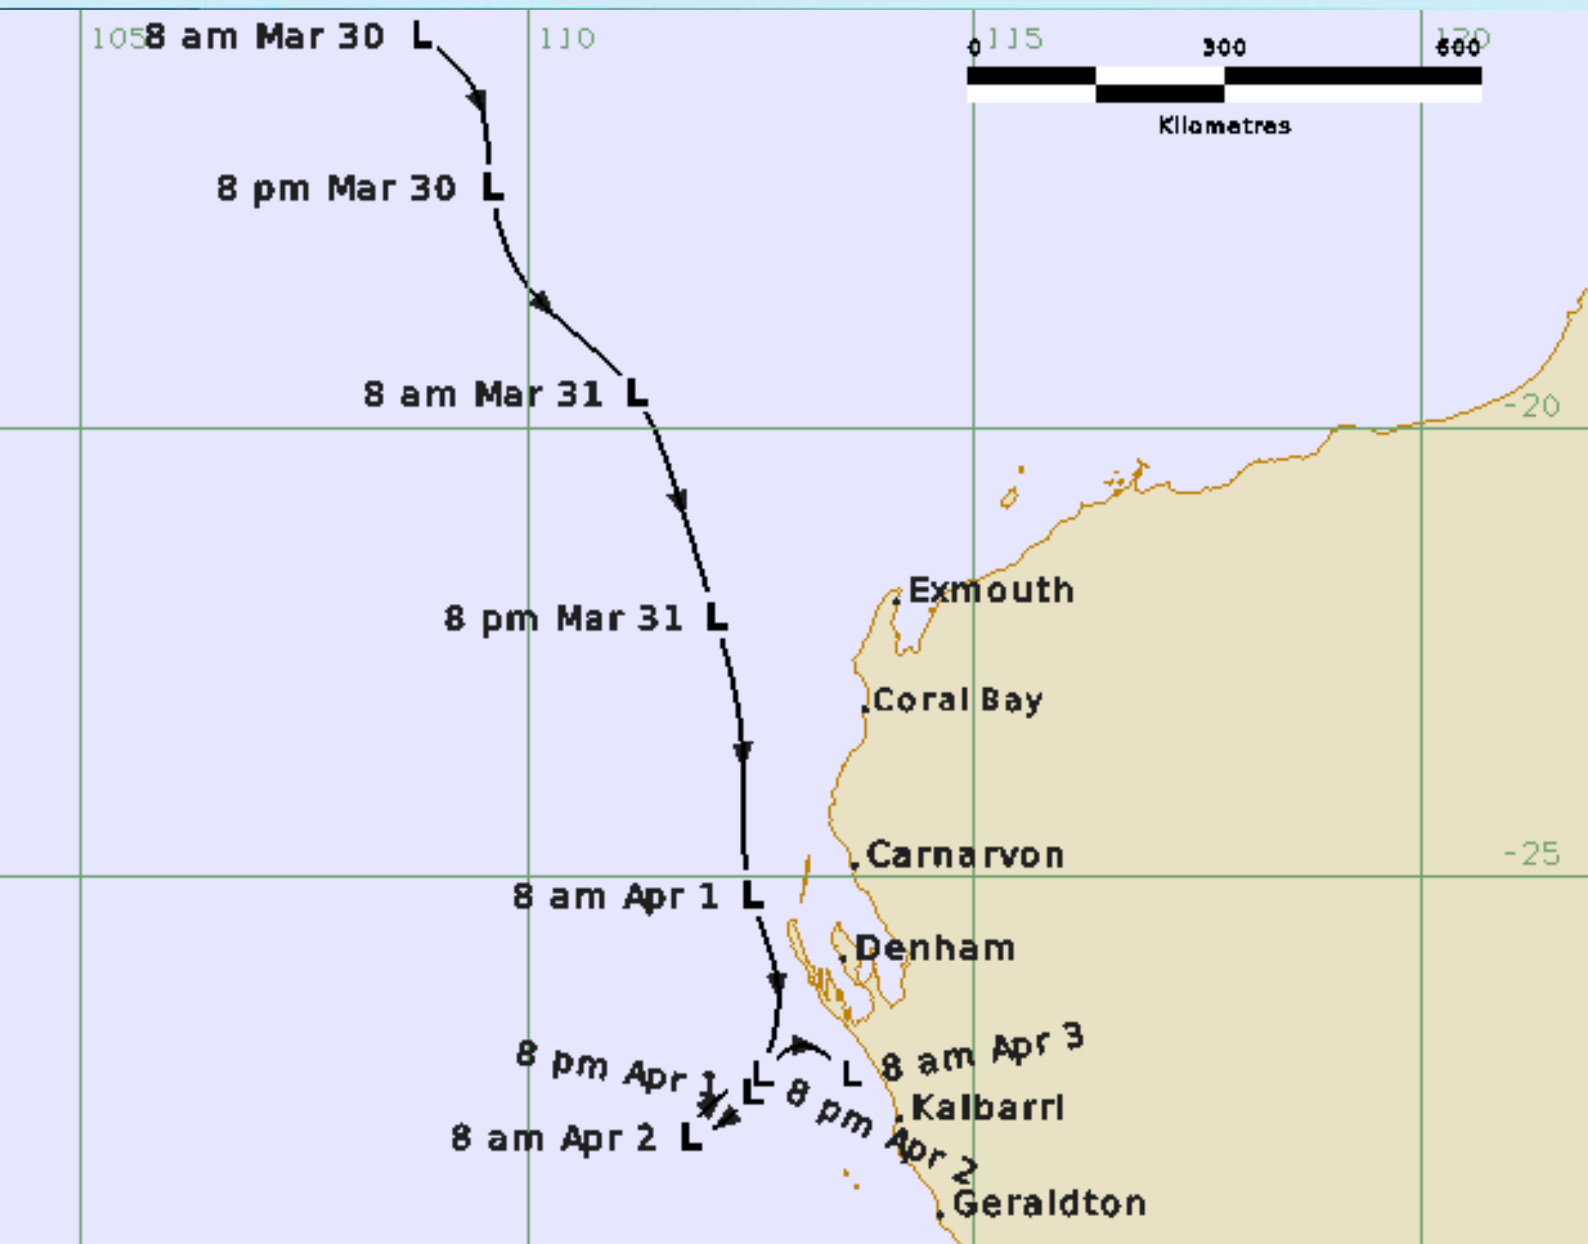 105
8 am Mar 30 L
110
115
120
0 300 600
Kilometres
8 pm Mar 30 L
8 am Mar 31 L
-20
Exmouth
8 pm Mar 31 L
Coral Bay
Carnarvon
-25
8 am Apr 1 L
Denham
8 am Apr 3
L
8 pm Apr 1 L
L
8 pm Apr 2
Kalbarri
8 am Apr 2 L
Geraldton